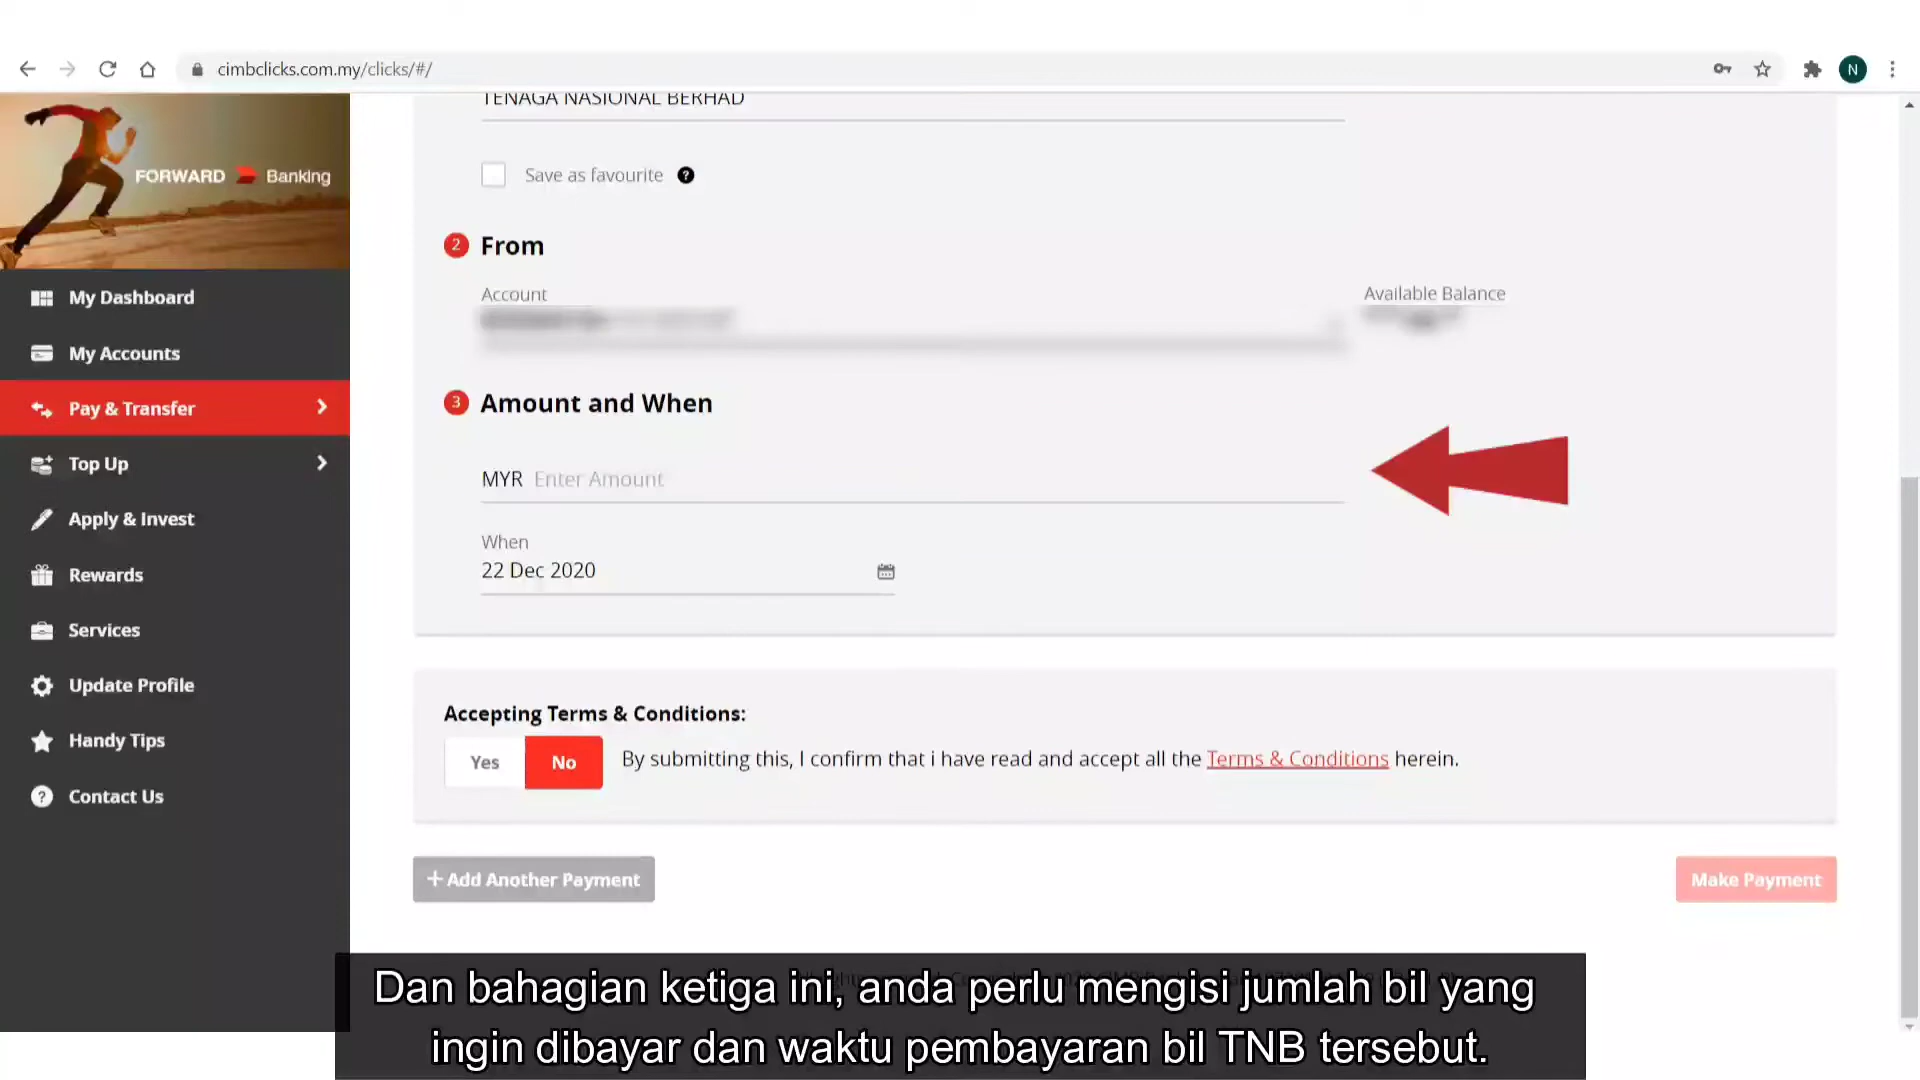 cimbclicks.com.my/clicks/#/
N
FORWARD Banking
My Dashboard
My Accounts
Pay & Transfer
Top Up
Apply & Invest
Rewards
Services
Update Profile
Handy Tips
Contact Us
TENAGA NASIONAL BERHAD
Save as favourite ?
2 From
Account
Available Balance
3 Amount and When
MYR Enter Amount
When
22 Dec 2020
Accepting Terms & Conditions:
Yes No By submitting this, I confirm that i have read and accept all the Terms & Conditions herein.
+ Add Another Payment
Make Payment
Dan bahagian ketiga ini, anda perlu mengisi jumlah bil yang
ingin dibayar dan waktu pembayaran bil TNB tersebut.